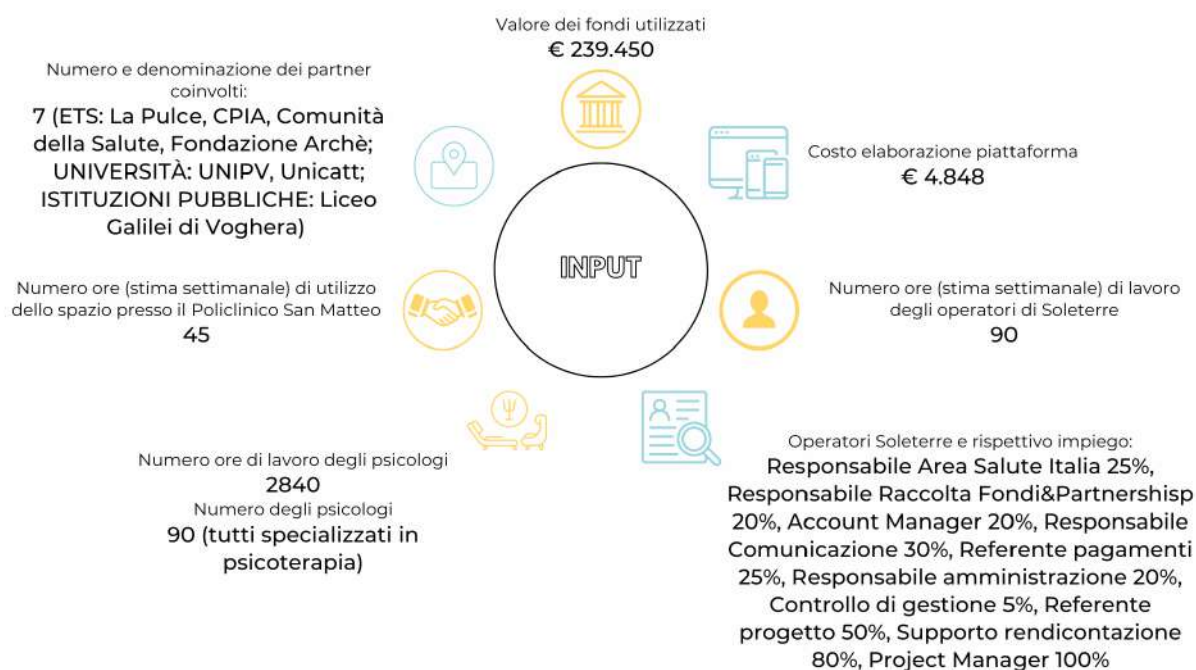 Valore dei fondi utilizzati
€ 239.450
Numero e denominazione dei partner
coinvolti:
7 (ETS: La Pulce, CPIA, Comunità
della Salute, Fondazione Archè;
UNIVERSITÀ: UNIPV, Unicatt;
ISTITUZIONI PUBBLICHE: Liceo
Galilei di Voghera)
Costo elaborazione piattaforma
€ 4.848
INPUT
Numero ore (stima settimanale) di utilizzo
dello spazio presso il Policlinico San Matteo
45
Numero ore (stima settimanale) di lavoro
degli operatori di Soleterre
90
Numero ore di lavoro degli psicologi
2840
Numero degli psicologi
90 (tutti specializzati in
psicoterapia)
Operatori Soleterre e rispettivo impiego:
Responsabile Area Salute Italia 25%,
Responsabile Raccolta Fondi&Partnershisp
20%, Account Manager 20%, Responsabile
Comunicazione 30%, Referente pagamenti
25%, Responsabile amministrazione 20%,
Controllo di gestione 5%, Referente
progetto 50%, Supporto rendicontazione
80%, Project Manager 100%